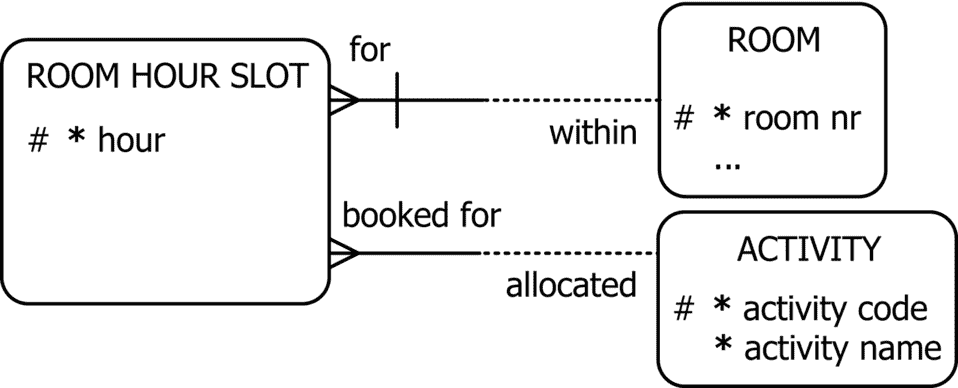 ROOM HOUR SLOT
# * hour
for
within
ROOM
# * room nr
...
booked for
allocated
ACTIVITY
# * activity code
* activity name